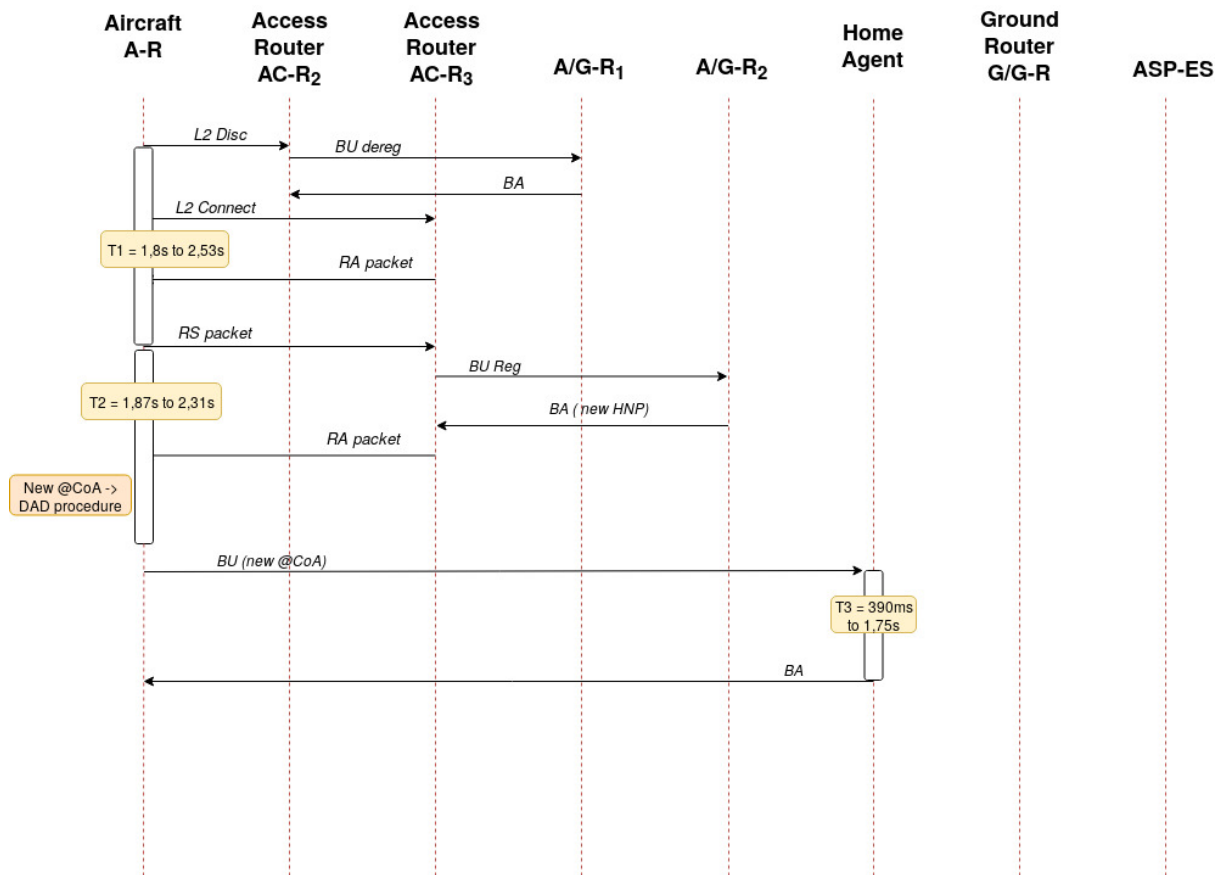 Aircraft
A-R
Access
Router
AC-R2
Access
Router
AC-R3
A/G-R1
A/G-R2
Home
Agent
Ground
Router
G/G-R
ASP-ES
L2 Disc
BU dereg
BA
L2 Connect
T1 = 1,8s to 2,53s
RA packet
RS packet
BU Reg
T2 = 1,87s to 2,31s
BA ( new HNP)
RA packet
New @CoA ->
DAD procedure
BU (new @CoA)
T3 = 390ms
to 1,75s
BA